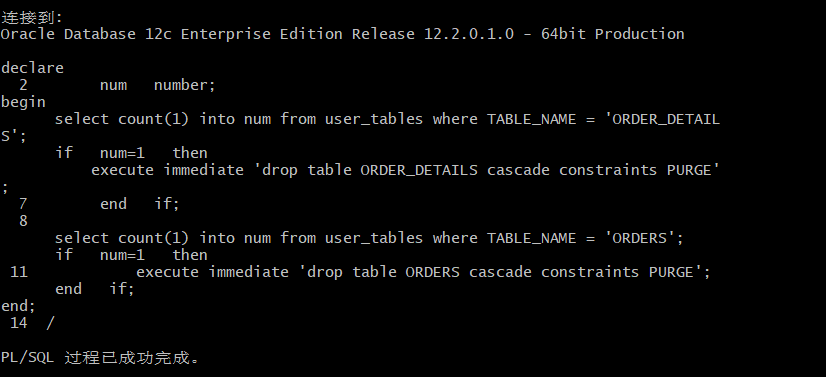 连接到:
Oracle Database 12c Enterprise Edition Release 12.2.0.1.0 - 64bit Production
declare
  2        num   number;
begin
      select count(1) into num from user_tables where TABLE_NAME = 'ORDER_DETAIL
S';
      if   num=1   then
          execute immediate 'drop table ORDER_DETAILS cascade constraints PURGE'
;
  7        end   if;
  8
      select count(1) into num from user_tables where TABLE_NAME = 'ORDERS';
      if   num=1   then
 11            execute immediate 'drop table ORDERS cascade constraints PURGE';
      end   if;
end;
 14  /
PL/SQL 过程已成功完成。